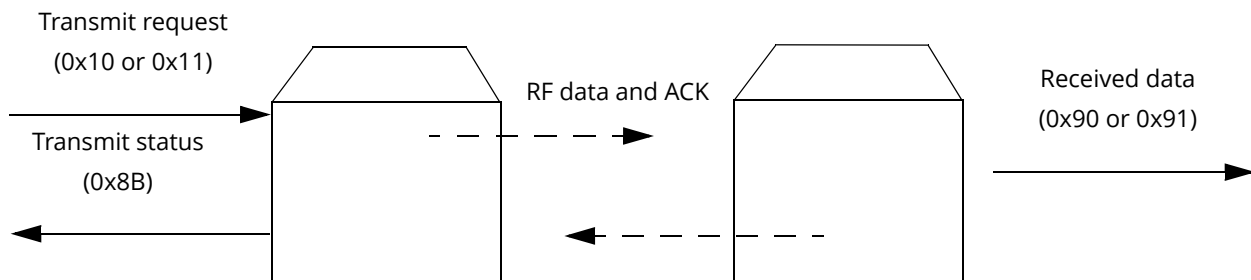 Transmit request
(0x10 or 0x11)
Transmit status
(0x8B)
RF data and ACK
Received data
(0x90 or 0x91)